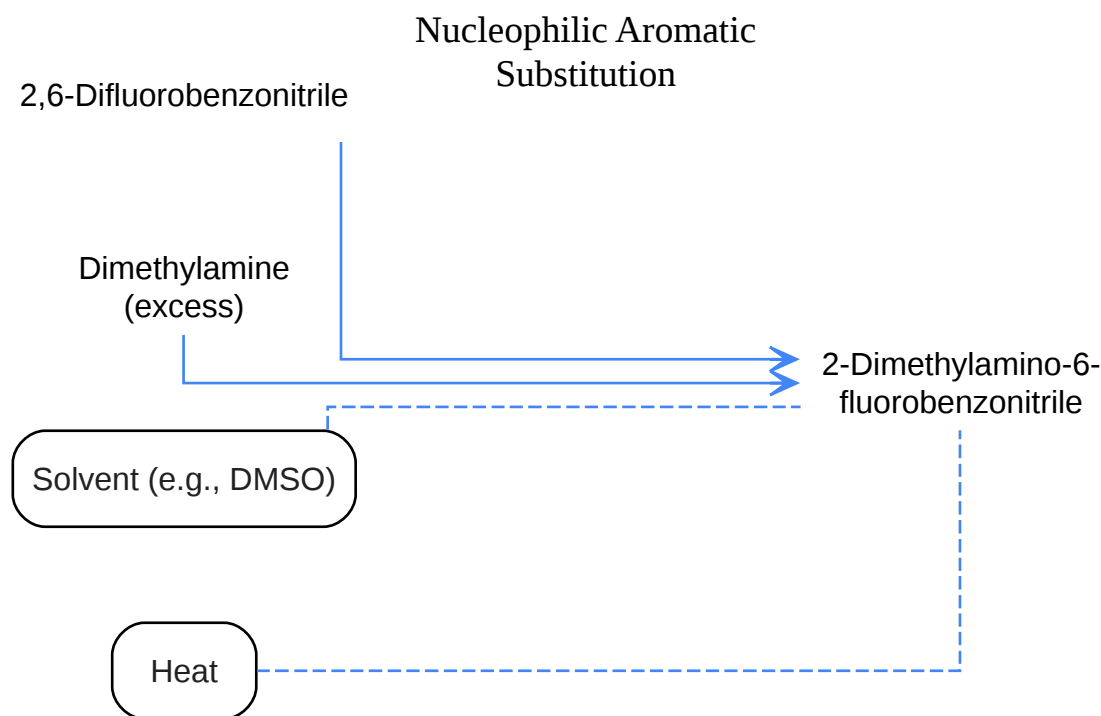 Nucleophilic Aromatic
Substitution
2,6-Difluorobenzonitrile
Dimethylamine
(excess)
2-Dimethylamino-6-
fluorobenzonitrile
Solvent (e.g., DMSO)
Heat